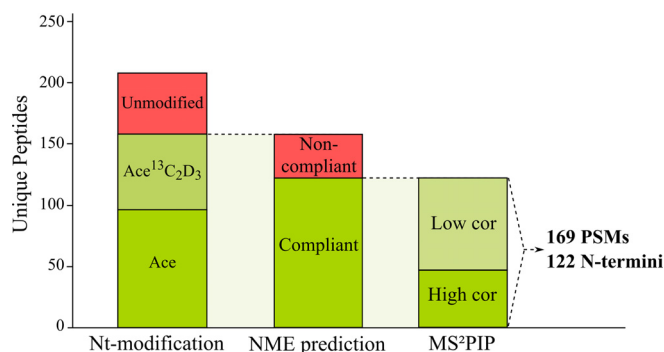 250
200
150
100
50
0
Unique Peptides
Unmodified
Ace¹³C₂D₃
Ace
Non-
compliant
Compliant
Low cor
High cor
169 PSMs
122 N-termini
Nt-modification
NME prediction
MS²PIP